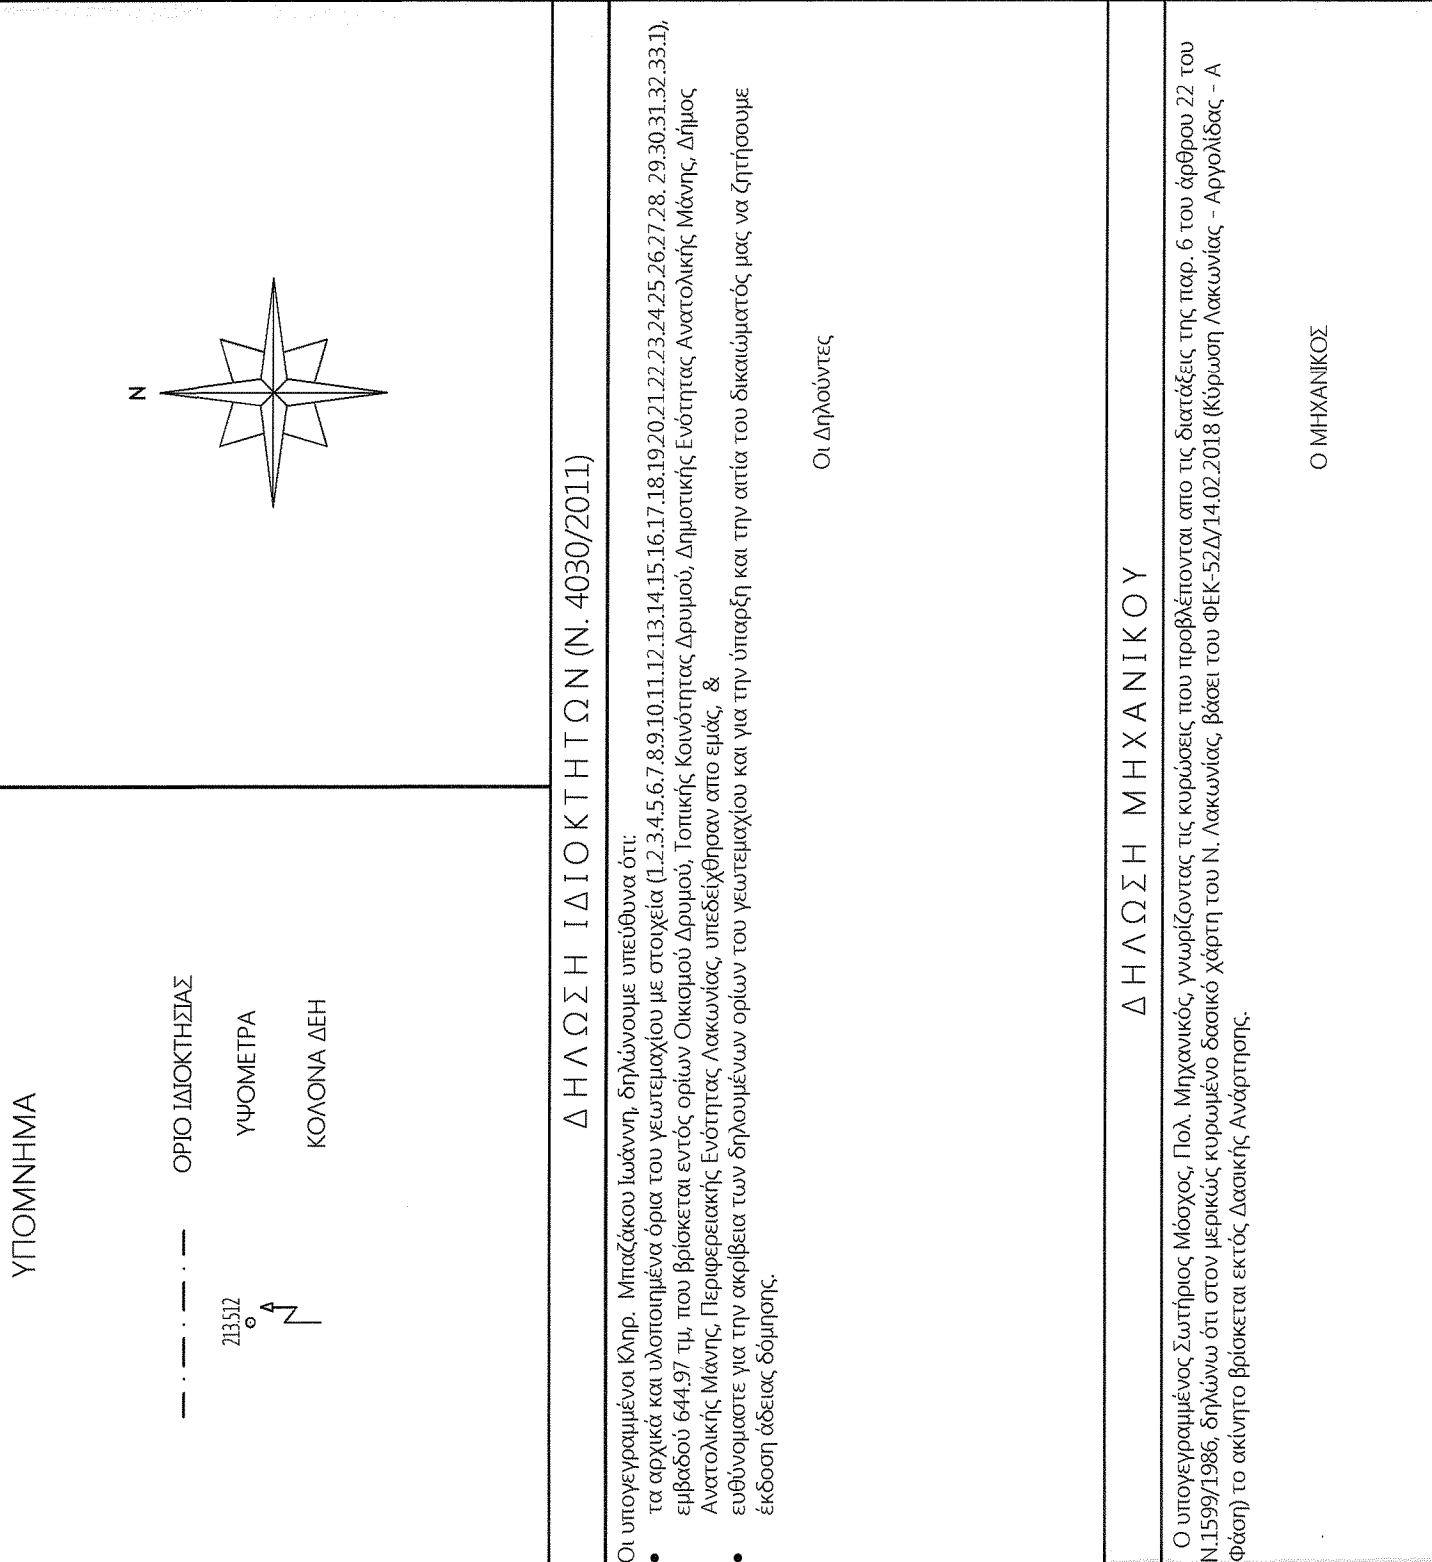 ΥΠΟΜΝΗΜΑ
ΟΡΙΟ ΙΔΙΟΚΤΗΣΙΑΣ
213.512
ΥΨΟΜΕΤΡΑ
ΚΟΛΟΝΑ ΔΕΗ
N
ΔΗΛΩΣΗ ΙΔΙΟΚΤΗΤΩΝ (Ν. 4030/2011)
Οι υπογεγραμμένοι Κληρ. Μπαζάκου Ιωάννη, δηλώνουμε υπεύθυνα ότι:
• τα αρχικά και υλοποιημένα όρια του γεωτεμαχίου με στοιχεία (1.2.3.4.5.6.7.8.9.10.11.12.13.14.15.16.17.18.19.20.21.22.23.24.25.26.27.28. 29.30.31.32.33.1),
εμβαδού 644.97 τμ, που βρίσκεται εντός ορίων Οικισμού Δρυμού, Τοπικής Κοινότητας Δρυμού, Δημοτικής Ενότητας Ανατολικής Μάνης, Δήμος
Ανατολικής Μάνης, Περιφερειακής Ενότητας Λακωνίας, υπεδείχθησαν απο εμάς, &
• ευθύνομαστε για την ακρίβεια των δηλουμένων ορίων του γεωτεμαχίου και για την ύπαρξη και την αιτία του δικαιώματός μας να ζητήσουμε
έκδοση άδειας δόμησης.
Οι Δηλούντες
ΔΗΛΩΣΗ ΜΗΧΑΝΙΚΟΥ
Ο υπογεγραμμένος Σωτήριος Μόσχος, Πολ. Μηχανικός, γνωρίζοντας τις κυρώσεις που προβλέπονται απο τις διατάξεις της παρ. 6 του άρθρου 22 του
Ν.1599/1986, δηλώνω ότι στον μερικώς κυρωμένο δασικό χάρτη του Ν. Λακωνίας, βάσει του ΦΕΚ-52Δ/14.02.2018 (Κύρωση Λακωνίας - Αργολίδας - Α
Φάση) το ακίνητο βρίσκεται εκτός Δασικής Ανάρτησης.
Ο ΜΗΧΑΝΙΚΟΣ